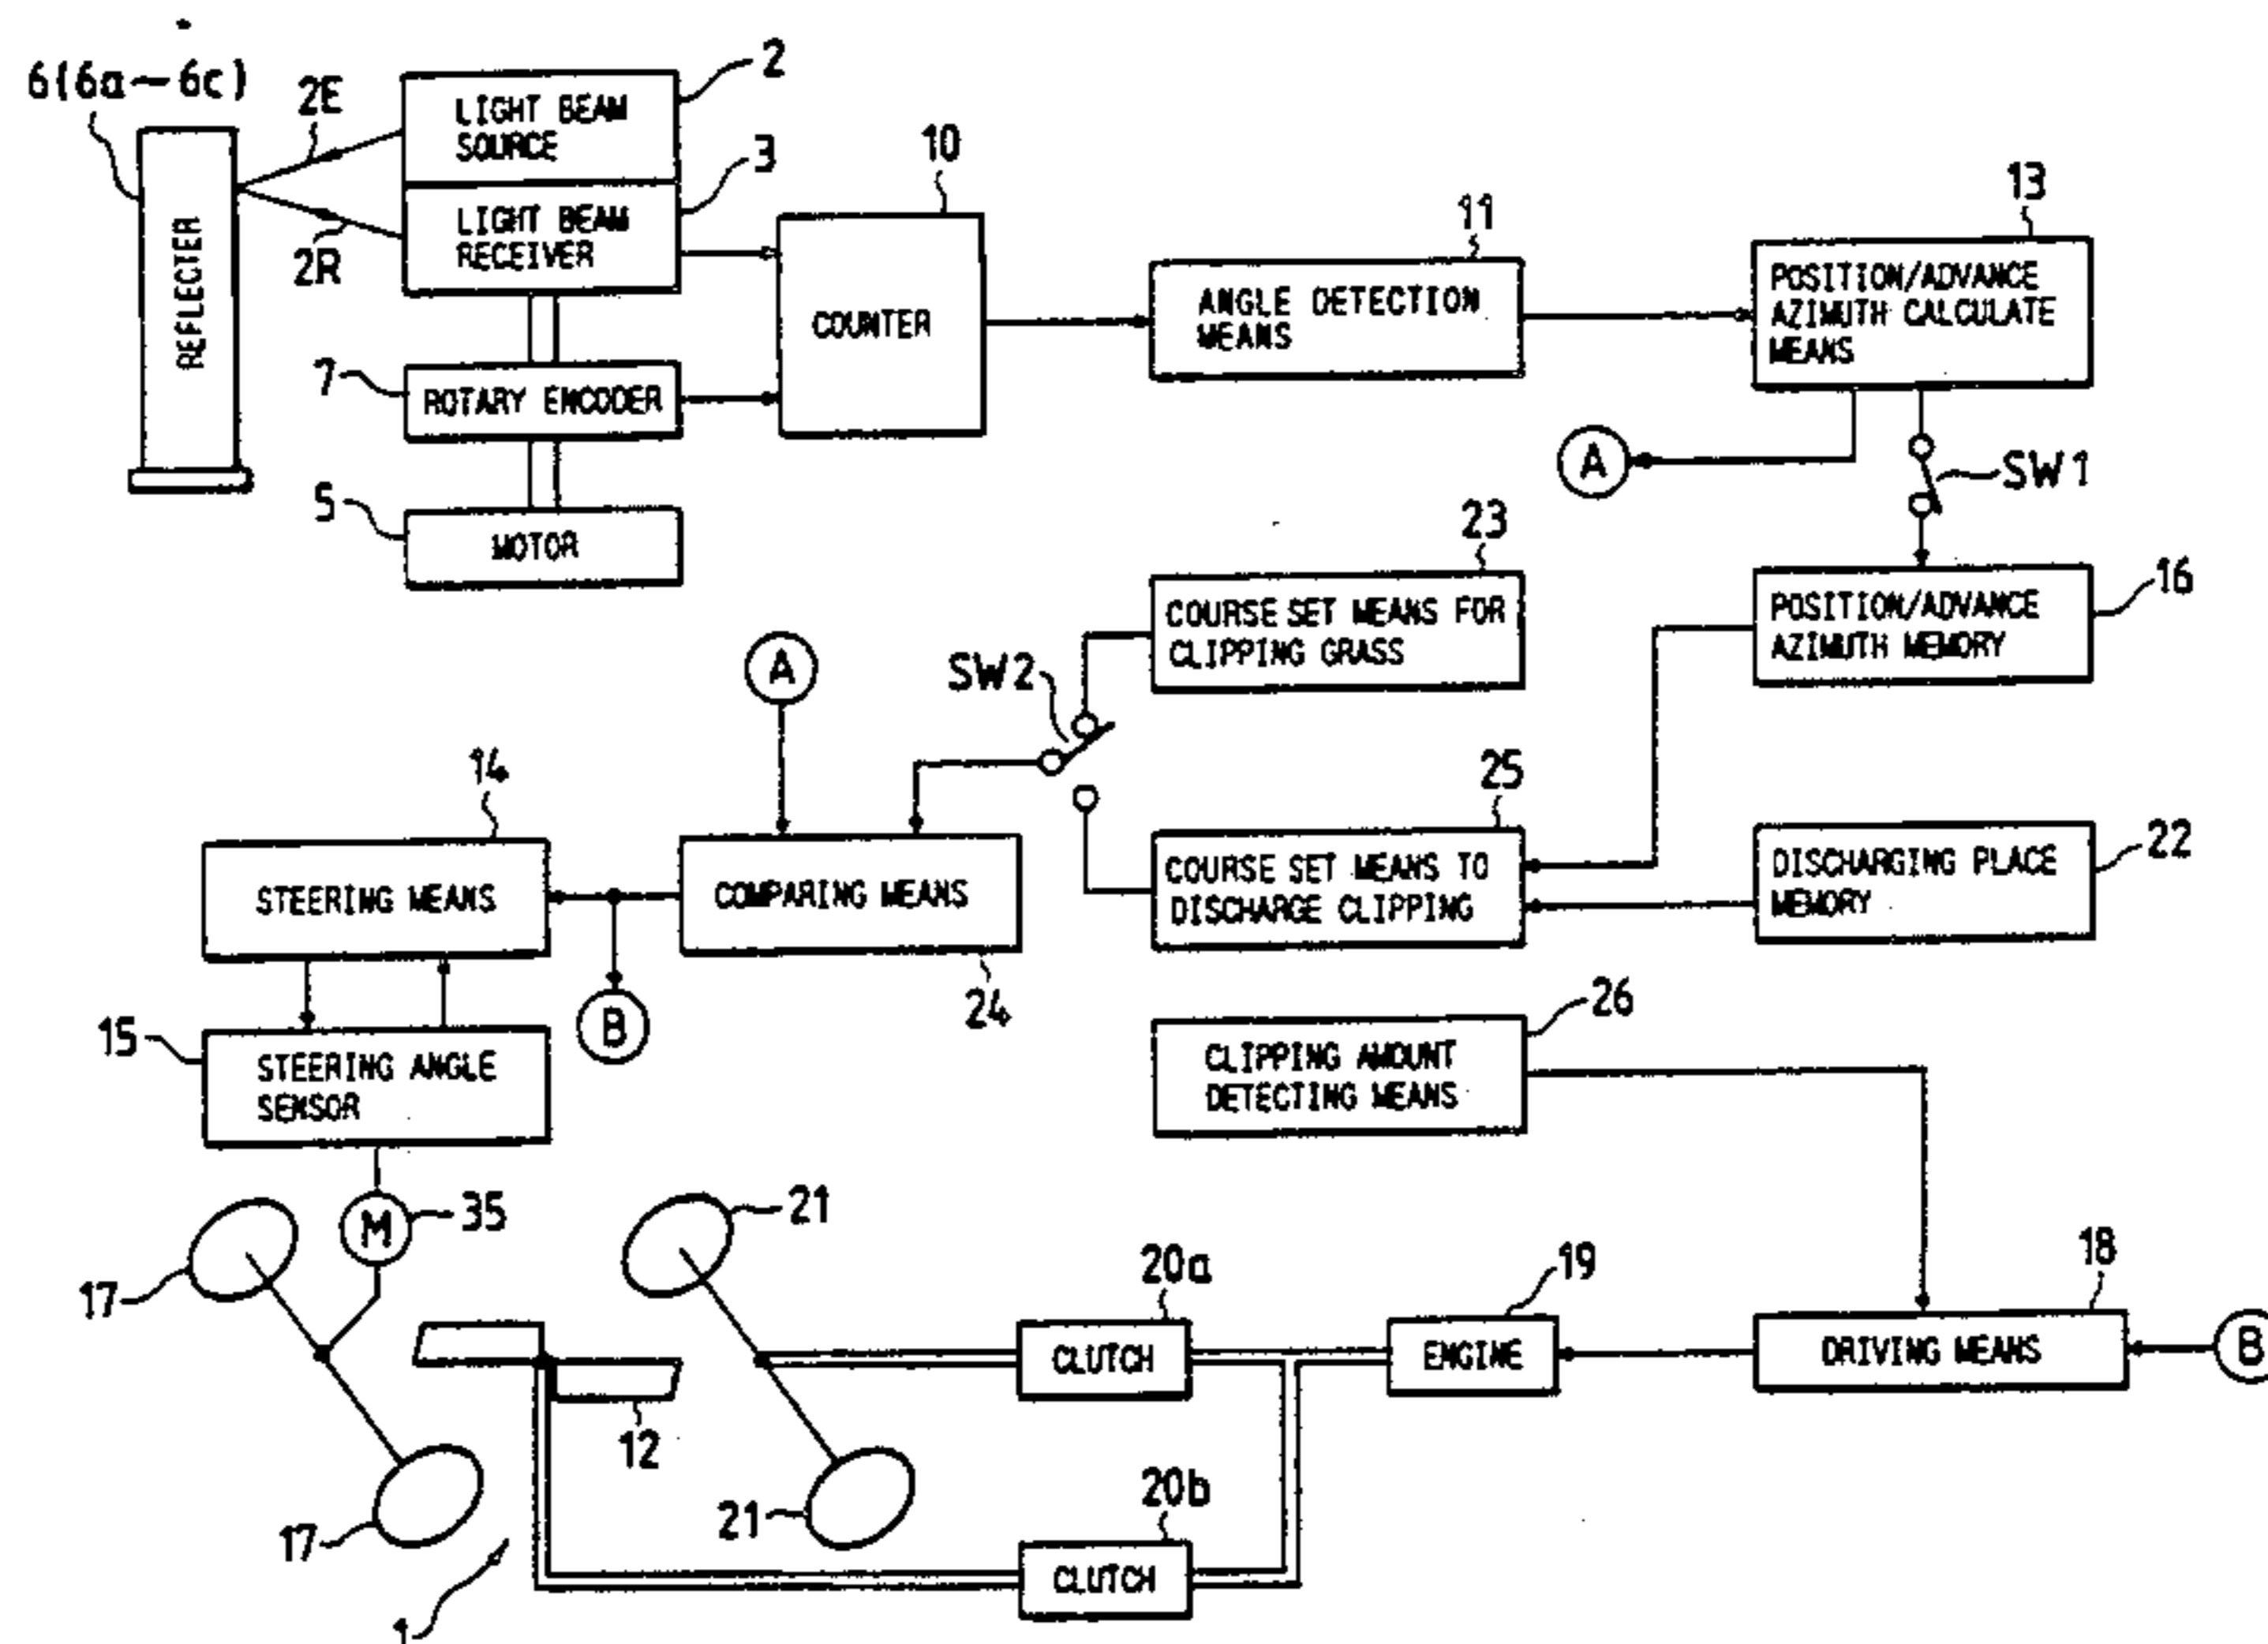 6(6a~6c)
2E
2R
REFLECTER
2
LIGHT BEAM
SOURCE
3
LIGHT BEAM
RECEIVER
7
ROTARY ENCODER
5
MOTOR
10
COUNTER
11
ANGLE DETECTION
MEANS
13
POSITION/ADVANCE
AZIMUTH CALCULATE
MEANS
A
SW1
16
POSITION/ADVANCE
AZIMUTH MEMORY
23
COURSE SET MEANS FOR
CLIPPING GRASS
A
SW2
14
STEERING MEANS
COMPARING MEANS
24
B
25
COURSE SET MEANS TO
DISCHARGE CLIPPING
22
DISCHARGING PLACE
MEMORY
15
STEERING ANGLE
SENSOR
26
CLIPPING AMOUNT
DETECTING MEANS
M
35
17
17
21
21
12
20a
CLUTCH
20b
CLUTCH
19
ENGINE
18
DRIVING MEANS
B
1